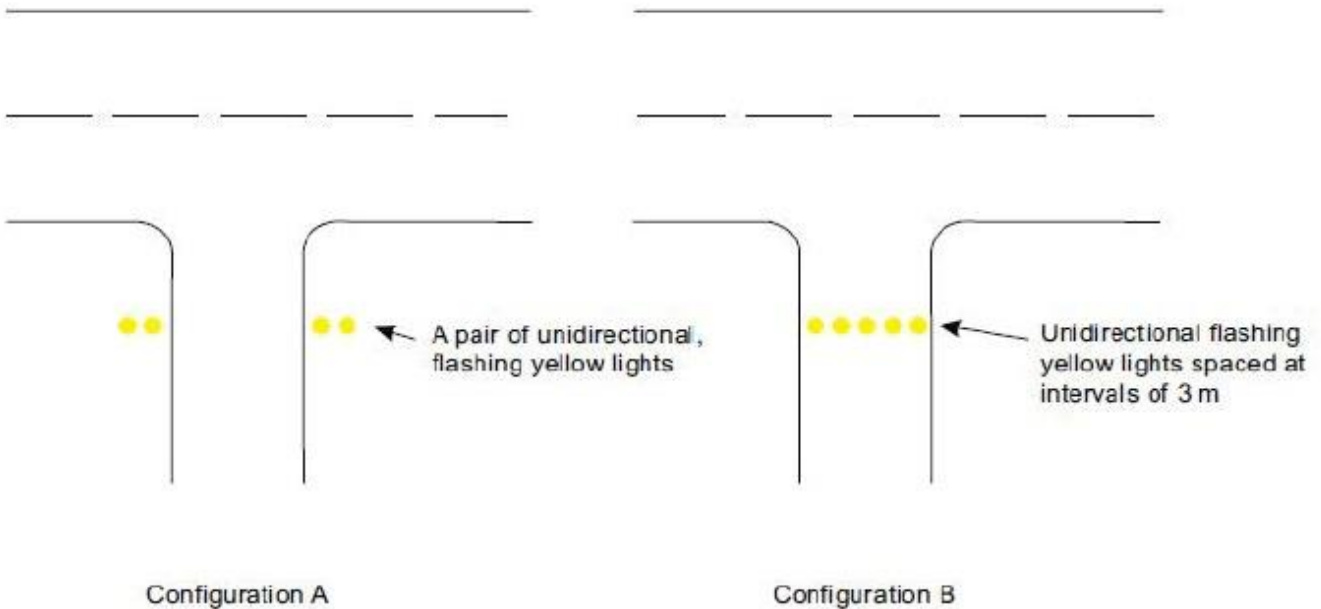 A pair of unidirectional,
flashing yellow lights
Unidirectional flashing
yellow lights spaced at
intervals of 3 m
Configuration A
Configuration B